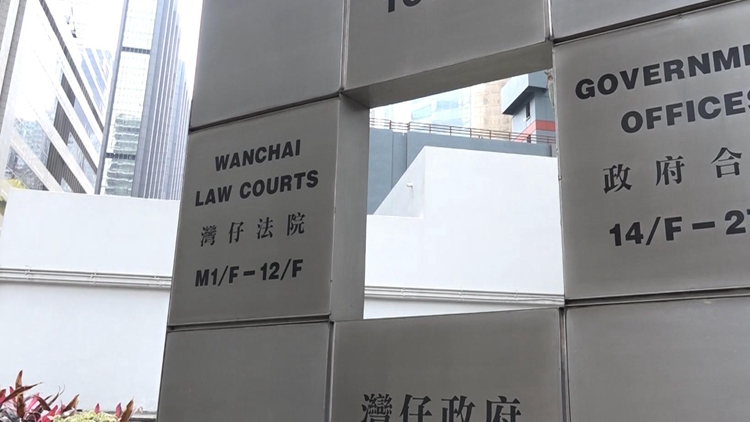 WANCHAI
LAW COURTS
灣仔法院
M1/F-12/F
GOVERNM
OFFICES
政府合
14/F-2
灣仔政府